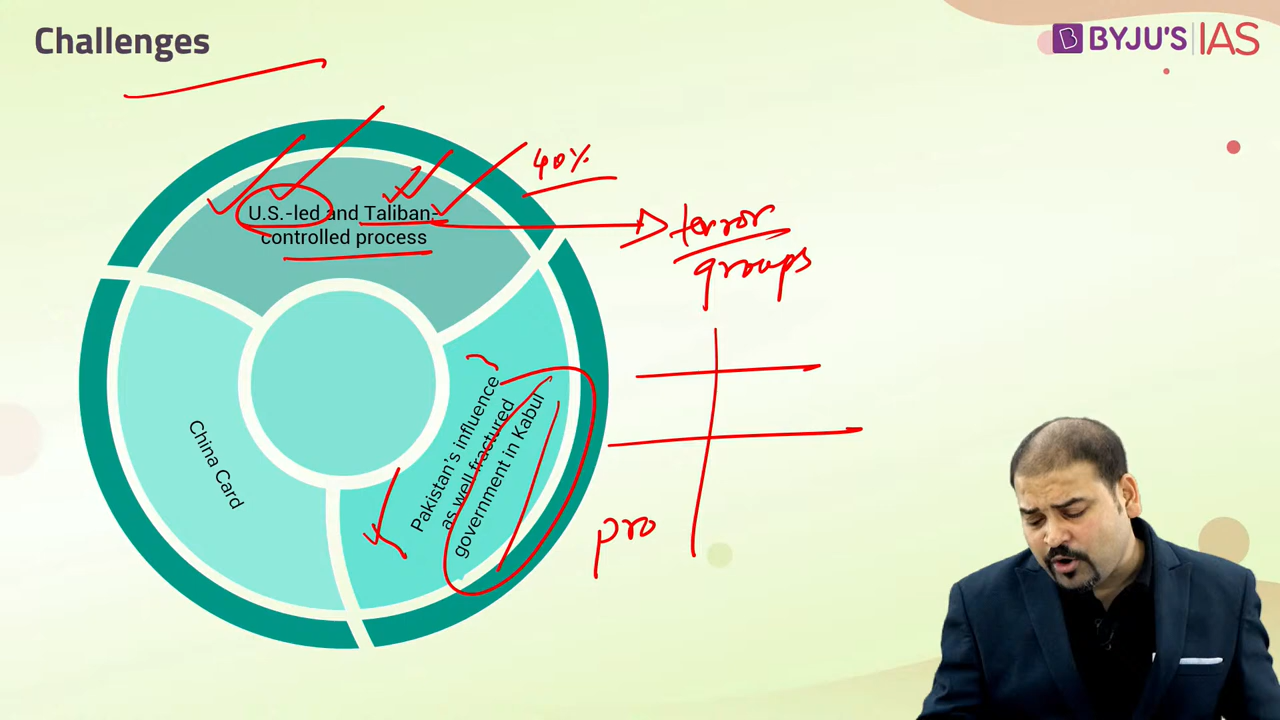 Challenges
BYJU'S IAS
40%
U.S.-led and Taliban-
controlled process
terror
groups
Pakistan's influence
as well fractured
government in Kabul
China Card
pro